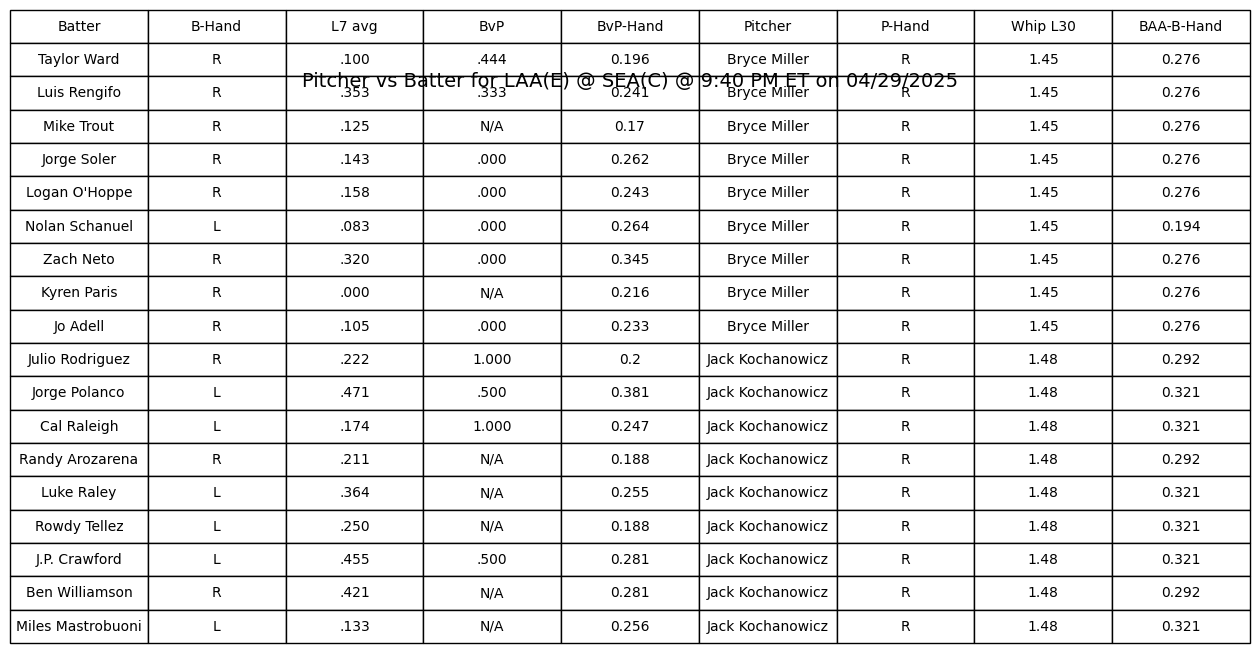 Batter B-Hand L7 avg BvP BvP-Hand Pitcher P-Hand Whip L30 BAA-B-Hand
Taylor Ward R .100 .444 0.196 Bryce Miller R 1.45 0.276
Pitcher vs Batter for LAA(E) @ SEA(C) @ 9:40 PM ET on 04/29/2025
Luis Rengifo R .353 .333 0.241 Bryce Miller R 1.45 0.276
Mike Trout R .125 N/A 0.17 Bryce Miller R 1.45 0.276
Jorge Soler R .143 .000 0.262 Bryce Miller R 1.45 0.276
Logan O'Hoppe R .158 .000 0.243 Bryce Miller R 1.45 0.276
Nolan Schanuel L .083 .000 0.264 Bryce Miller R 1.45 0.194
Zach Neto R .320 .000 0.345 Bryce Miller R 1.45 0.276
Kyren Paris R .000 N/A 0.216 Bryce Miller R 1.45 0.276
Jo Adell R .105 .000 0.233 Bryce Miller R 1.45 0.276
Julio Rodriguez R .222 1.000 0.2 Jack Kochanowicz R 1.48 0.292
Jorge Polanco L .471 .500 0.381 Jack Kochanowicz R 1.48 0.321
Cal Raleigh L .174 1.000 0.247 Jack Kochanowicz R 1.48 0.321
Randy Arozarena R .211 N/A 0.188 Jack Kochanowicz R 1.48 0.292
Luke Raley L .364 N/A 0.255 Jack Kochanowicz R 1.48 0.321
Rowdy Tellez L .250 N/A 0.188 Jack Kochanowicz R 1.48 0.321
J.P. Crawford L .455 .500 0.281 Jack Kochanowicz R 1.48 0.321
Ben Williamson R .421 N/A 0.281 Jack Kochanowicz R 1.48 0.292
Miles Mastrobuoni L .133 N/A 0.256 Jack Kochanowicz R 1.48 0.321